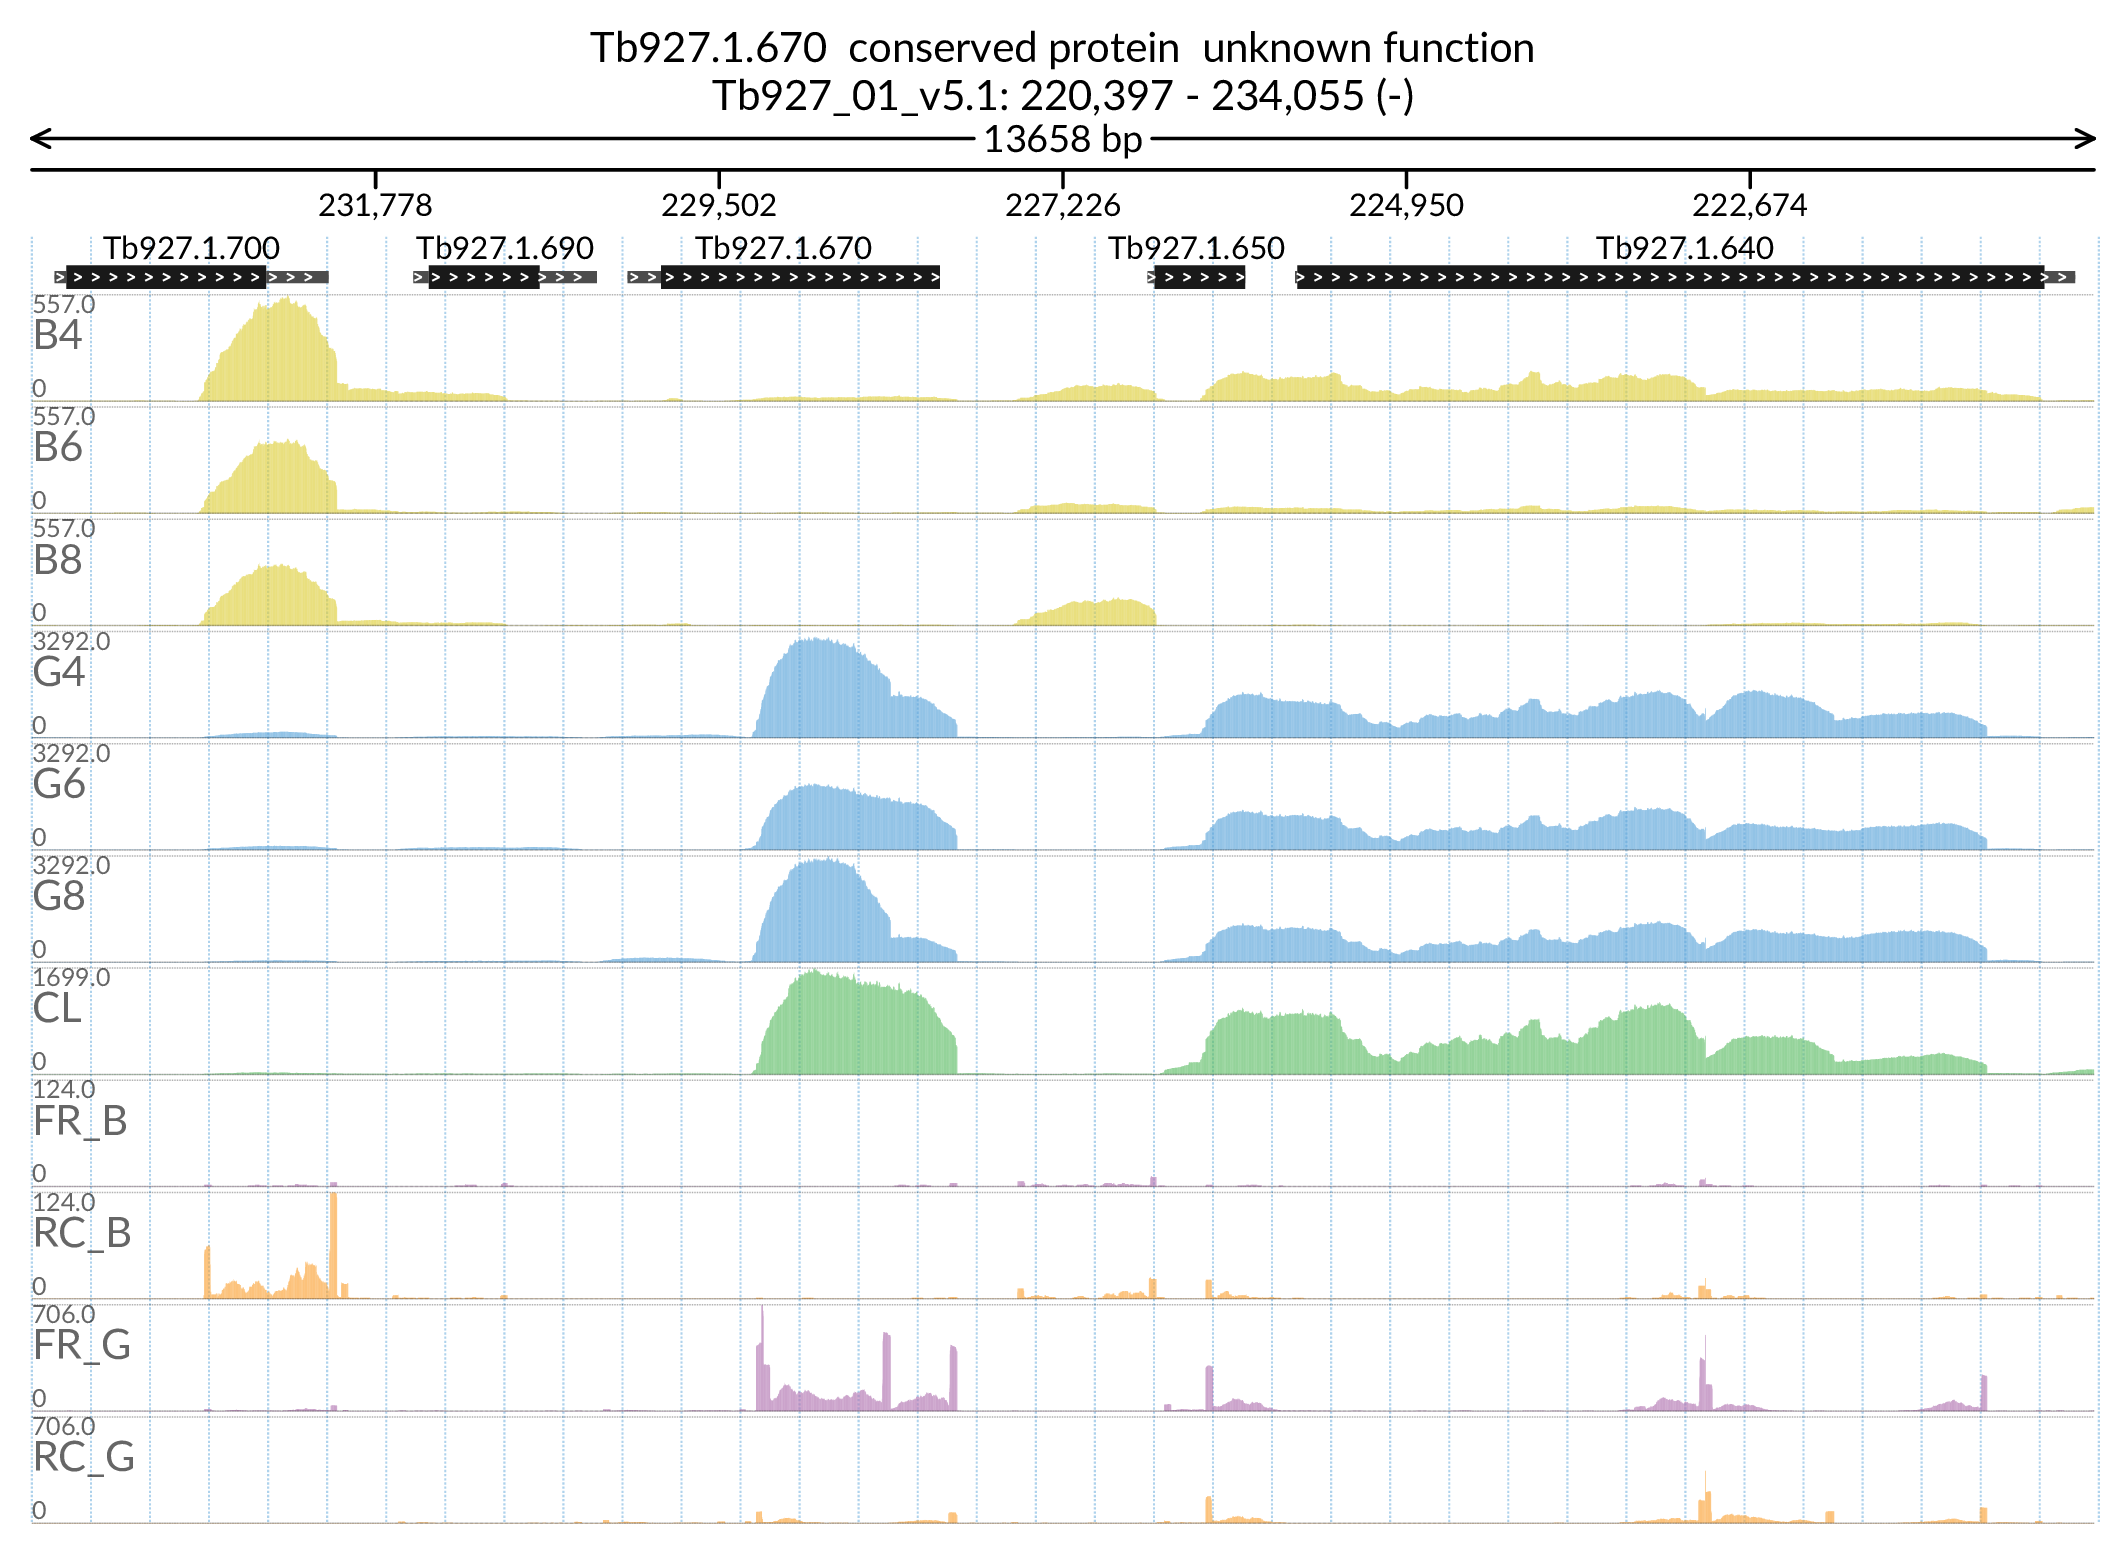 Tb927.1.670  conserved protein  unknown function
Tb927_01_v5.1: 220,397 - 234,055 (-)
13658 bp
231,778 229,502 227,226 224,950 222,674
Tb927.1.700 Tb927.1.690 Tb927.1.670 Tb927.1.650 Tb927.1.640
557.0
B4
0
557.0
B6
0
557.0
B8
0
3292.0
G4
0
3292.0
G6
0
3292.0
G8
0
1699.0
CL
0
124.0
FR_B
0
124.0
RC_B
0
706.0
FR_G
0
706.0
RC_G
0